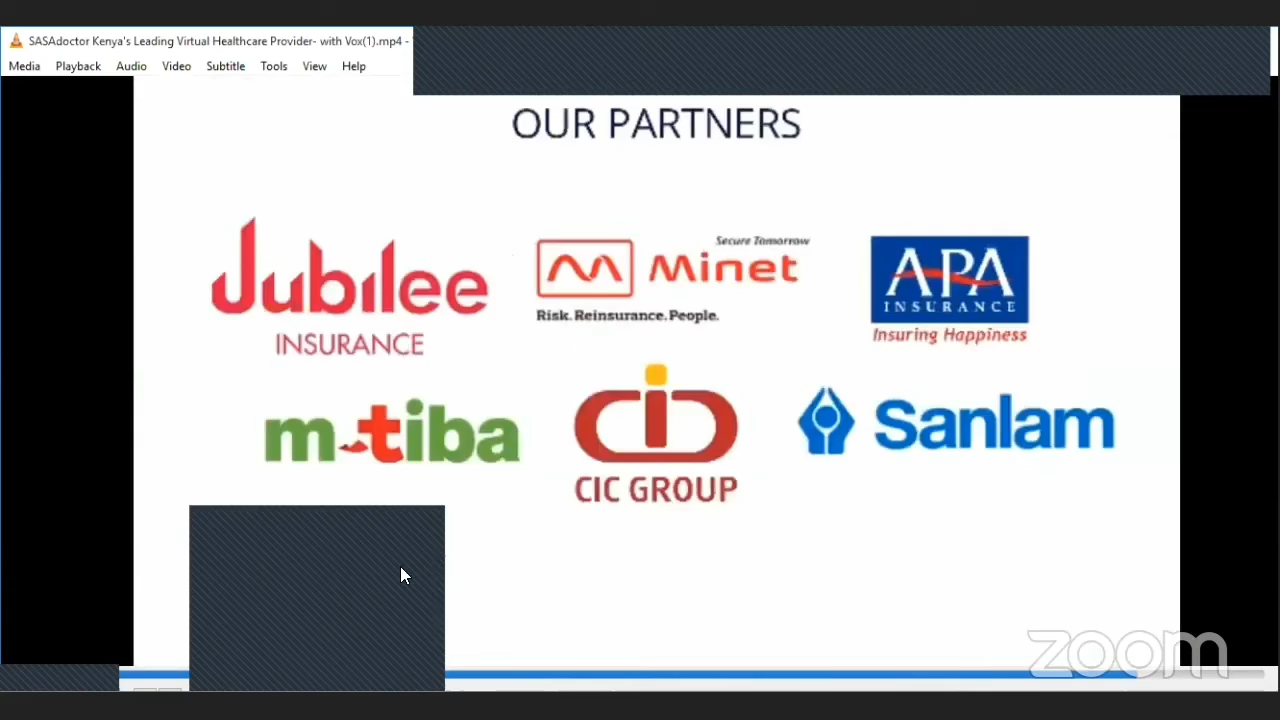 SASAdoctor Kenya's Leading Virtual Healthcare Provider- with Vox(1).mp4 -
Media Playback Audio Video Subtitle Tools View Help
OUR PARTNERS
Jubilee
INSURANCE
Secure Tomorrow
Minet
Risk. Reinsurance. People.
APA
INSURANCE
Insuring Happiness
m-tiba
CIC GROUP
Sanlam
zoom